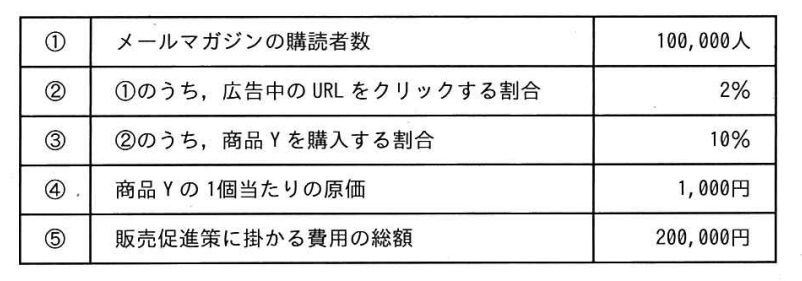 ① メールマガジンの購読者数 100,000人
② ①のうち，広告中の URL をクリックする割合 2%
③ ②のうち，商品 Y を購入する割合 10%
④ 商品 Y の 1個当たりの原価 1,000円
⑤ 販売促進策に掛かる費用の総額 200,000円